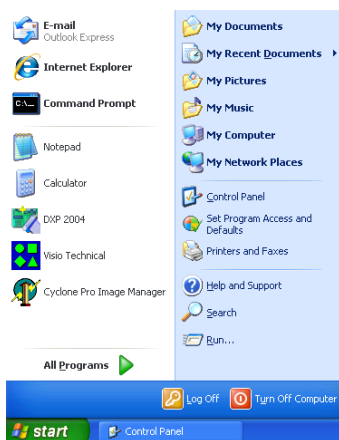 E-mail
Outlook Express
Internet Explorer
C:\_
Command Prompt
Notepad
Calculator
DXP 2004
Visio Technical
Cyclone Pro Image Manager
All Programs
My Documents
My Recent Documents
My Pictures
My Music
My Computer
My Network Places
Control Panel
Set Program Access and
Defaults
Printers and Faxes
Help and Support
Search
Run...
Log Off
Turn Off Computer
start
Control Panel